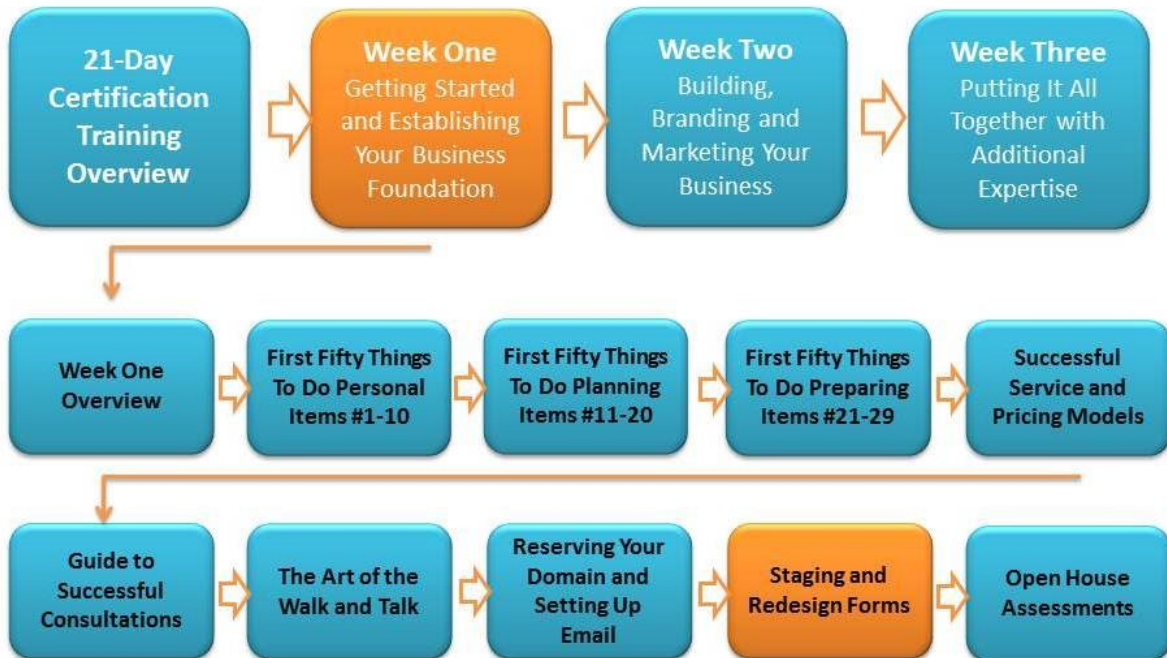 21-Day
Certification
Training
Overview
Week One
Getting Started
and Establishing
Your Business
Foundation
Week Two
Building,
Branding and
Marketing Your
Business
Week Three
Putting It All
Together with
Additional
Expertise
Week One
Overview
First Fifty Things
To Do Personal
Items #1-10
First Fifty Things
To Do Planning
Items #11-20
First Fifty Things
To Do Preparing
Items #21-29
Successful
Service and
Pricing Models
Guide to
Successful
Consultations
The Art of the
Walk and Talk
Reserving Your
Domain and
Setting Up
Email
Staging and
Redesign Forms
Open House
Assessments